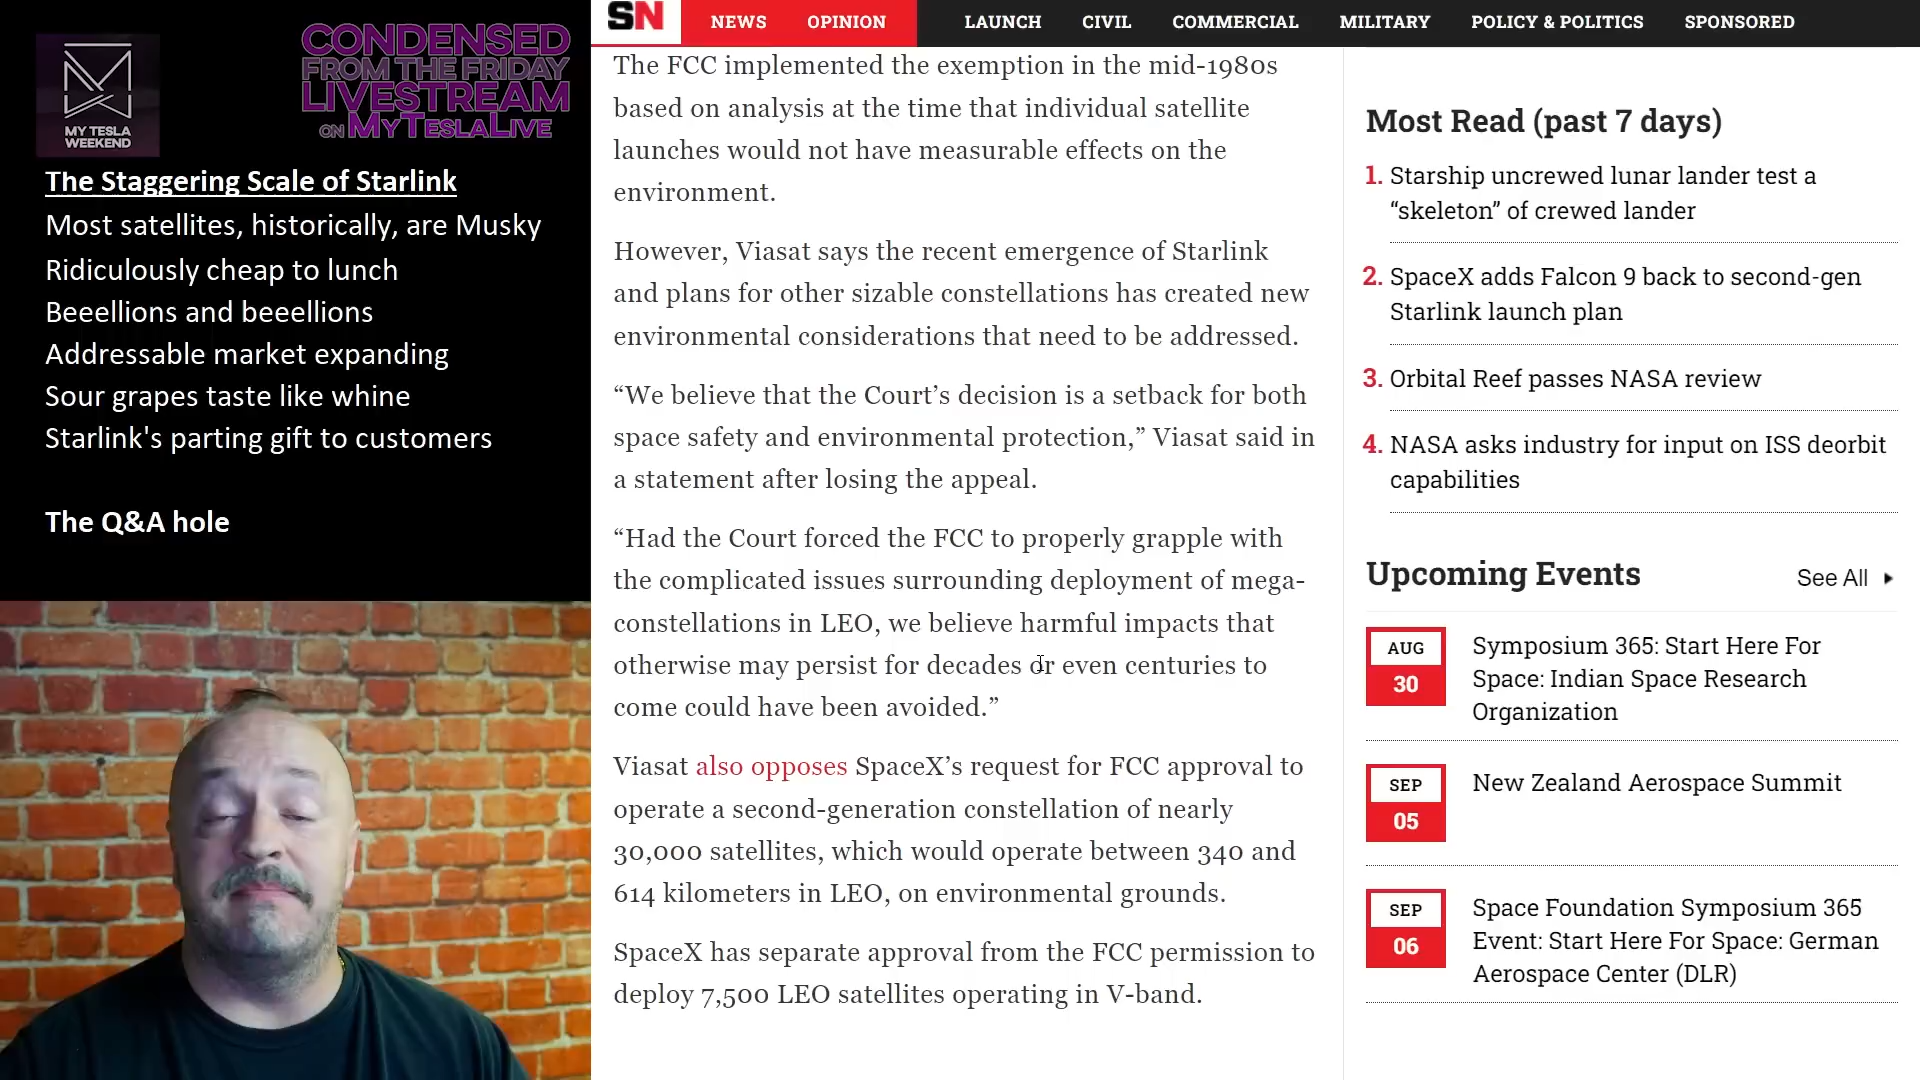 MY TESLA
WEEKEND
CONDENSED
FROM THE FRIDAY
LIVESTREAM
ON MYTESLALIVE
The Staggering Scale of Starlink
Most satellites, historically, are Musky
Ridiculously cheap to lunch
Beeellions and beeellions
Addressable market expanding
Sour grapes taste like whine
Starlink's parting gift to customers
The Q&A hole
SN
NEWS
OPINION
LAUNCH
CIVIL
COMMERCIAL
MILITARY
POLICY & POLITICS
SPONSORED
The FCC implemented the exemption in the mid-1980s
based on analysis at the time that individual satellite
launches would not have measurable effects on the
environment.
However, Viasat says the recent emergence of Starlink
and plans for other sizable constellations has created new
environmental considerations that need to be addressed.
“We believe that the Court’s decision is a setback for both
space safety and environmental protection,” Viasat said in
a statement after losing the appeal.
“Had the Court forced the FCC to properly grapple with
the complicated issues surrounding deployment of mega-
constellations in LEO, we believe harmful impacts that
otherwise may persist for decades or even centuries to
come could have been avoided.”
Viasat also opposes SpaceX’s request for FCC approval to
operate a second-generation constellation of nearly
30,000 satellites, which would operate between 340 and
614 kilometers in LEO, on environmental grounds.
SpaceX has separate approval from the FCC permission to
deploy 7,500 LEO satellites operating in V-band.
Most Read (past 7 days)
1. Starship uncrewed lunar lander test a
“skeleton” of crewed lander
2. SpaceX adds Falcon 9 back to second-gen
Starlink launch plan
3. Orbital Reef passes NASA review
4. NASA asks industry for input on ISS deorbit
capabilities
Upcoming Events
See All
AUG
30
Symposium 365: Start Here For
Space: Indian Space Research
Organization
SEP
05
New Zealand Aerospace Summit
SEP
06
Space Foundation Symposium 365
Event: Start Here For Space: German
Aerospace Center (DLR)